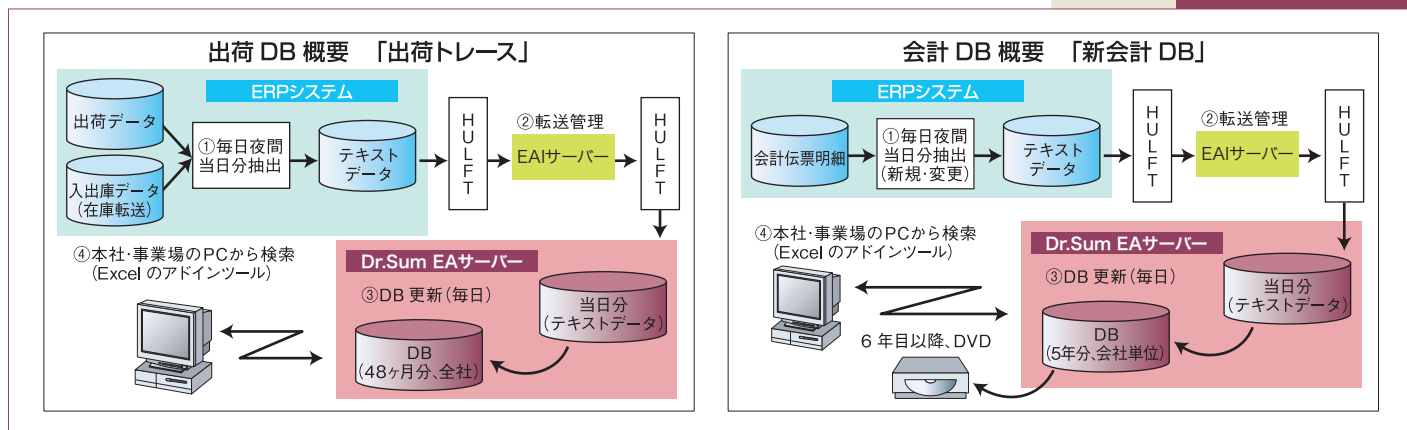 出荷 DB 概要 「出荷トレース」
ERPシステム
出荷データ
入出庫データ
(在庫転送)
①毎日夜間
当日分抽出
テキスト
データ
HULFT
②転送管理
EAIサーバー
HULFT
④本社・事業場のPCから検索
(Excel のアドインツール)
Dr.Sum EAサーバー
③DB 更新(毎日)
当日分
(テキストデータ)
DB
(48ヶ月分、全社)
会計 DB 概要 「新会計 DB」
ERPシステム
会計伝票明細
①毎日夜間
当日分抽出
(新規・変更)
テキスト
データ
HULFT
②転送管理
EAIサーバー
HULFT
④本社・事業場のPCから検索
(Excel のアドインツール)
Dr.Sum EAサーバー
③DB 更新(毎日)
当日分
(テキストデータ)
DB
(5年分、会社単位)
6 年目以降、DVD